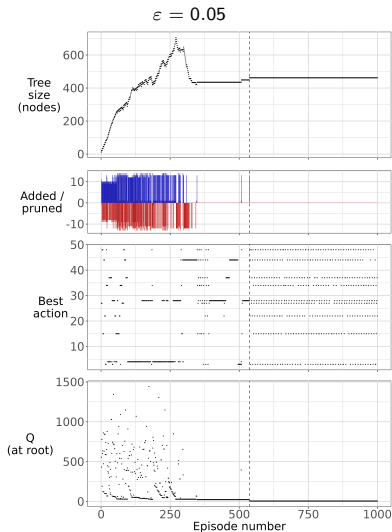 ε = 0.05
600
400
200
0
Tree
size
(nodes)
10
0
-10
Added /
pruned
50
40
30
20
10
Best
action
1500
1000
500
0
Q
(at root)
0
250
500
750
1000
Episode number